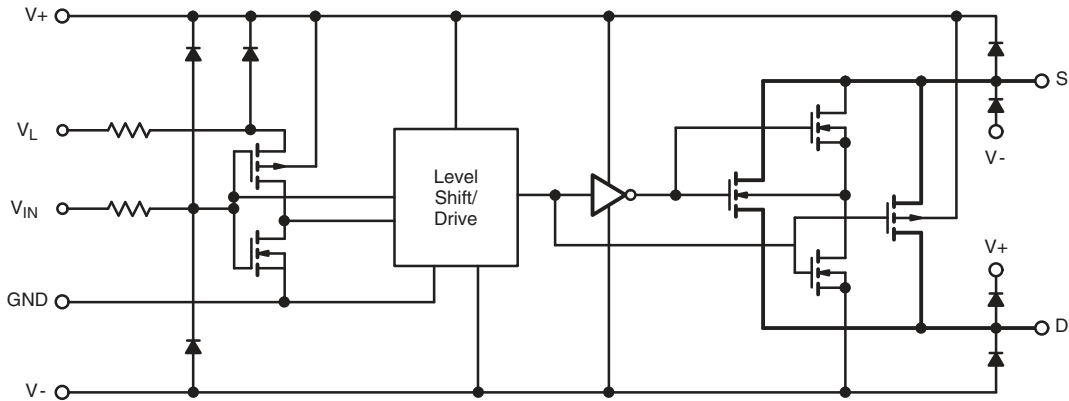 V+
S
V-
VL
Level
Shift/
Drive
VIN
V+
GND
D
V-